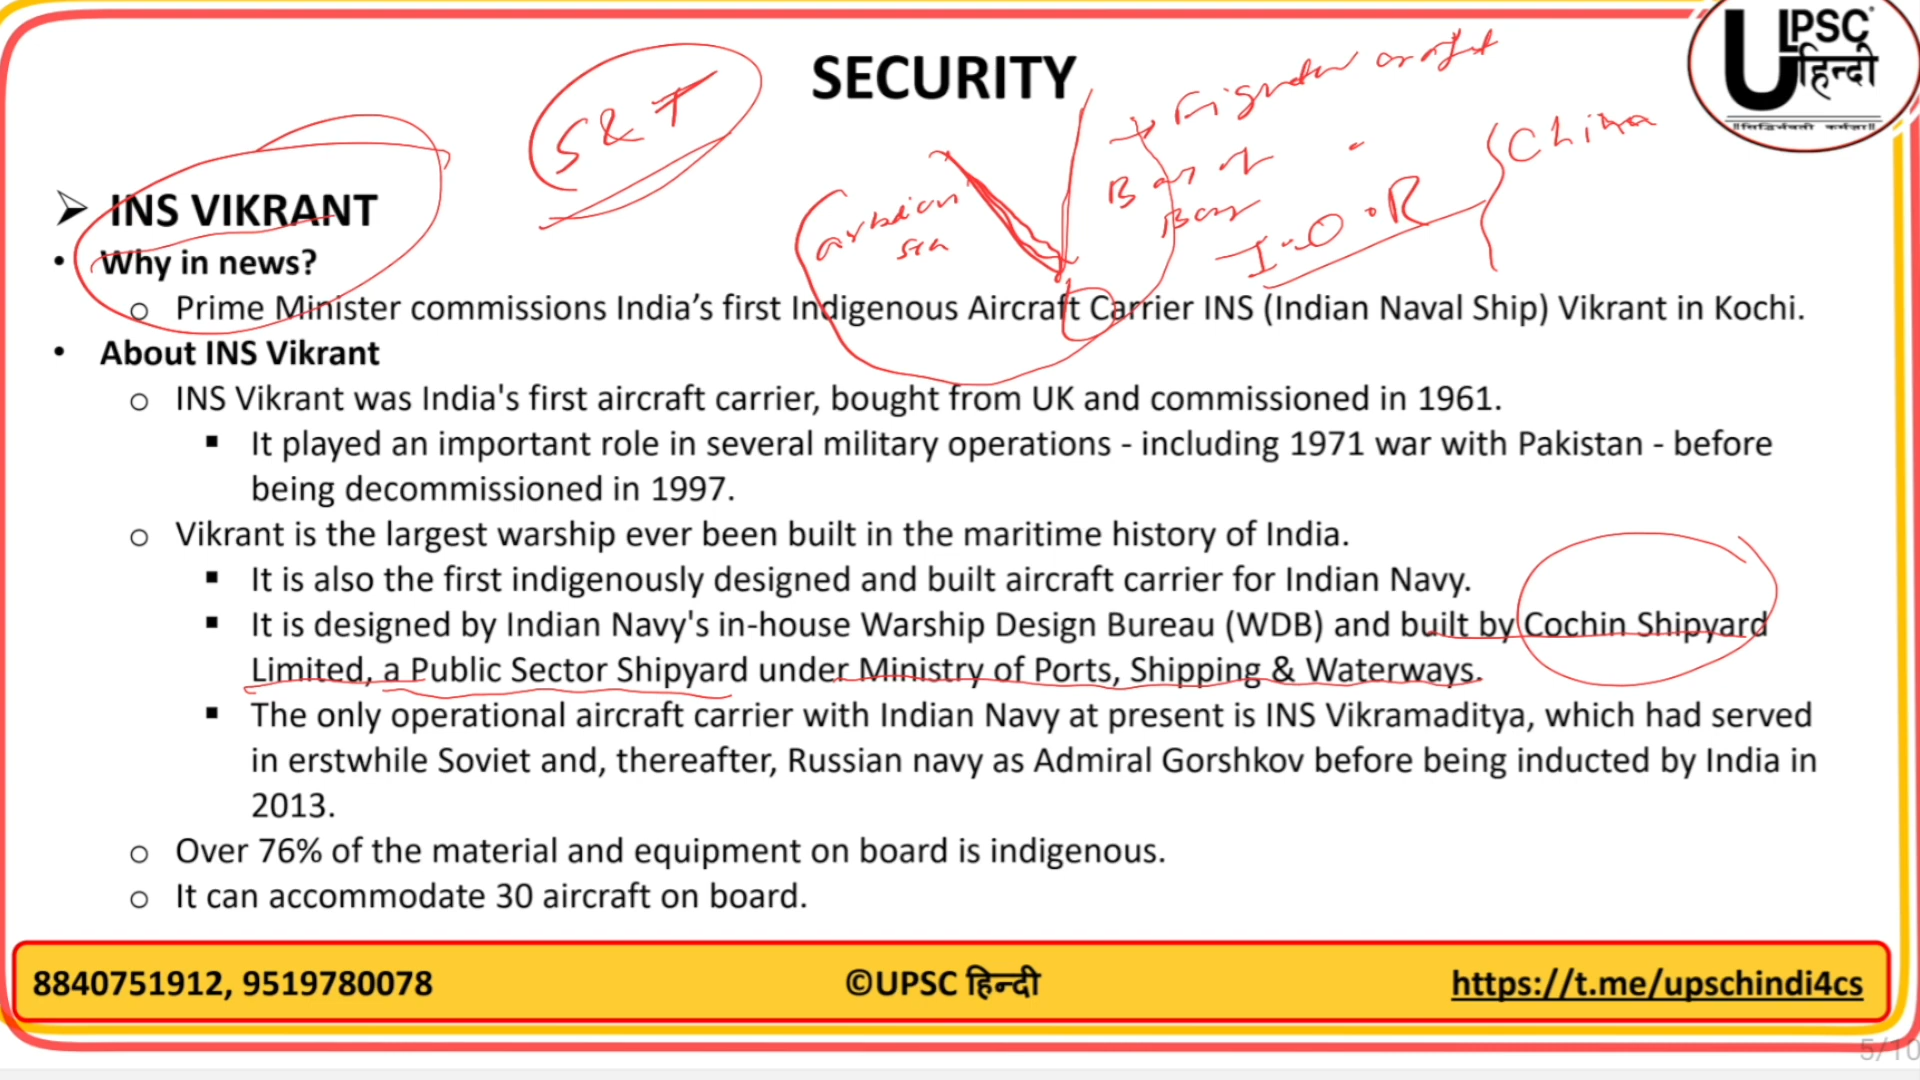 SECURITY
UPSC
हिन्दी
॥सिद्धिर्भवती कर्मजा॥
S & T
Arabian
sea
Bay of
I.O.R
China
➢ INS VIKRANT
• Why in news?
o Prime Minister commissions India’s first Indigenous Aircraft Carrier INS (Indian Naval Ship) Vikrant in Kochi.
• About INS Vikrant
o INS Vikrant was India's first aircraft carrier, bought from UK and commissioned in 1961.
▪ It played an important role in several military operations - including 1971 war with Pakistan - before
being decommissioned in 1997.
o Vikrant is the largest warship ever been built in the maritime history of India.
▪ It is also the first indigenously designed and built aircraft carrier for Indian Navy.
▪ It is designed by Indian Navy's in-house Warship Design Bureau (WDB) and built by Cochin Shipyard
Limited, a Public Sector Shipyard under Ministry of Ports, Shipping & Waterways.
▪ The only operational aircraft carrier with Indian Navy at present is INS Vikramaditya, which had served
in erstwhile Soviet and, thereafter, Russian navy as Admiral Gorshkov before being inducted by India in
2013.
o Over 76% of the material and equipment on board is indigenous.
o It can accommodate 30 aircraft on board.
8840751912, 9519780078
©UPSC हिन्दी
https://t.me/upschindi4cs
5/10